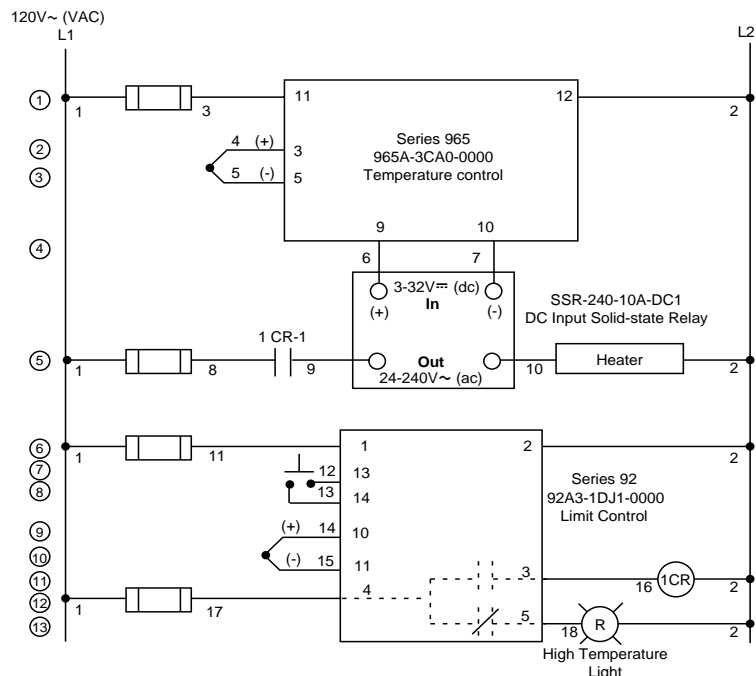 120V~ (VAC)
L1
L2
1
1
3
11
12
2
Series 965
965A-3CA0-0000
Temperature control
2
4 (+)
3
3
5 (-)
5
4
9
10
6
7
3-32V⎓ (dc)
In
(+)
(-)
SSR-240-10A-DC1
DC Input Solid-state Relay
5
1
8
1 CR-1
9
Out
24-240V~ (ac)
10
Heater
2
6
1
11
1
2
2
7
12
13
8
13
14
Series 92
92A3-1DJ1-0000
Limit Control
9
(+)
14
10
10
(-)
15
11
11
3
16
1CR
2
12
1
17
4
13
5
18
R
2
High Temperature
Light